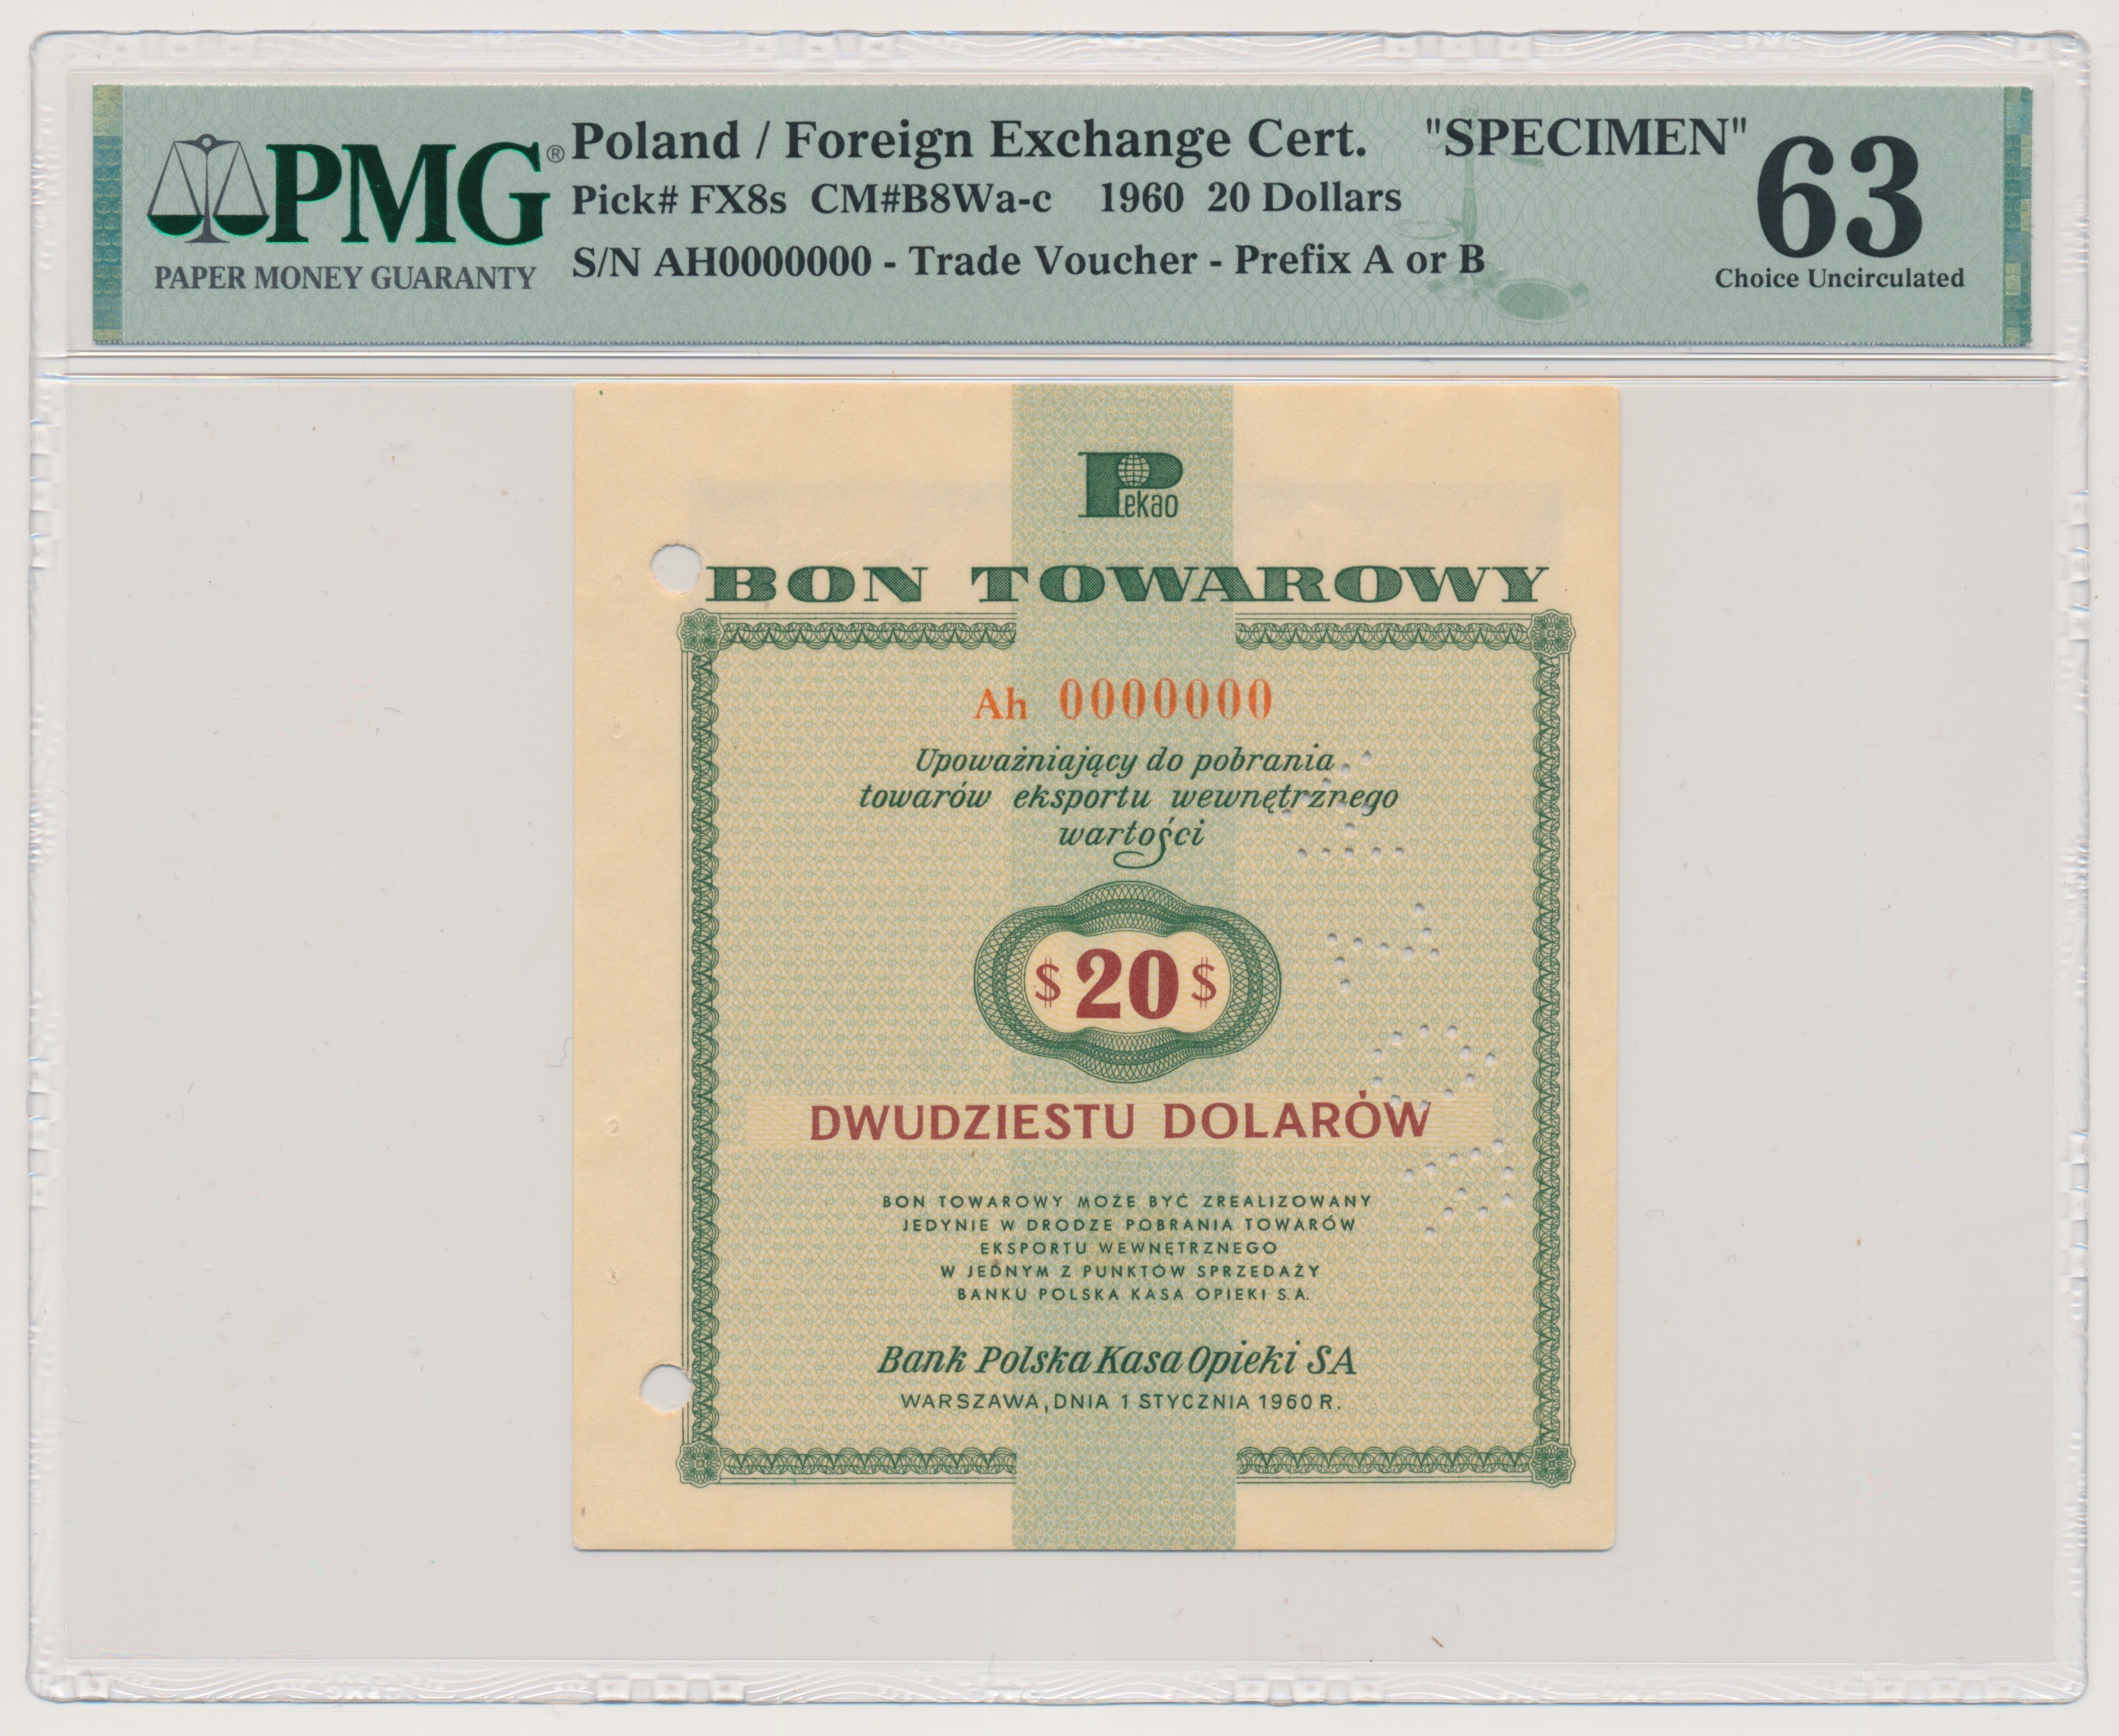 PMG®
PAPER MONEY GUARANTY
Poland / Foreign Exchange Cert. "SPECIMEN"
Pick# FX8s CM#B8Wa-c 1960 20 Dollars
S/N AH0000000 - Trade Voucher - Prefix A or B
63
Choice Uncirculated
Pekao
BON TOWAROWY
Ah 0000000
Upoważniający do pobrania
towarów eksportu wewnętrznego
wartości
$ 20 $
DWUDZIESTU DOLARÓW
BON TOWAROWY MOŻE BYĆ ZREALIZOWANY
JEDYNIE W DRODZE POBRANIA TOWARÓW
EKSPORTU WEWNĘTRZNEGO
W JEDNYM Z PUNKTÓW SPRZEDAŻY
BANKU POLSKA KASA OPIEKI S.A.
Bank Polska Kasa Opieki SA
WARSZAWA, DNIA 1 STYCZNIA 1960 R.